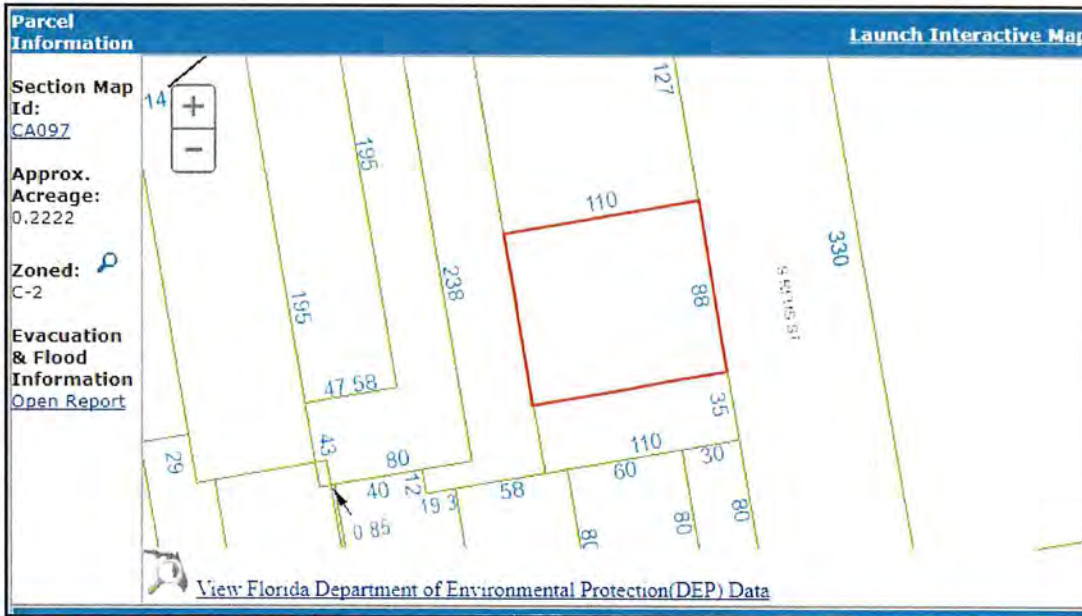 Parcel
Information
Launch Interactive Map
Section Map
Id:
CA097
Approx.
Acreage:
0.2222
Zoned:
C-2
Evacuation
& Flood
Information
Open Report
14
+
−
127
195
110
195
238
88
330
47.58
43
80
35
110
29
40
12
19.3
58
60
30
0.85
80
80
80
View Florida Department of Environmental Protection(DEP) Data